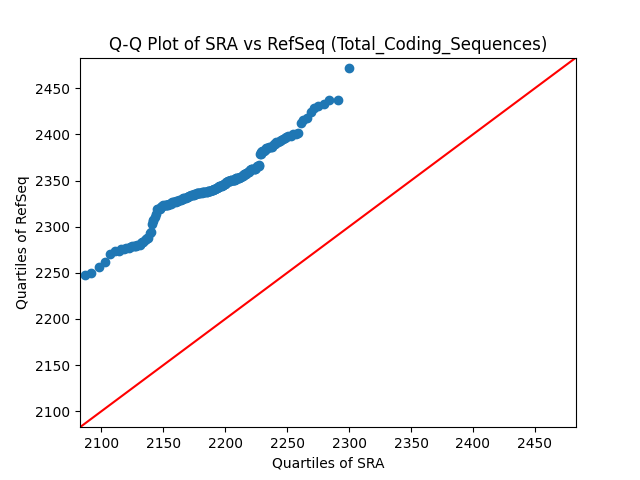 Q-Q Plot of SRA vs RefSeq (Total_Coding_Sequences)
Quartiles of RefSeq
2450
2400
2350
2300
2250
2200
2150
2100
2100 2150 2200 2250 2300 2350 2400 2450
Quartiles of SRA